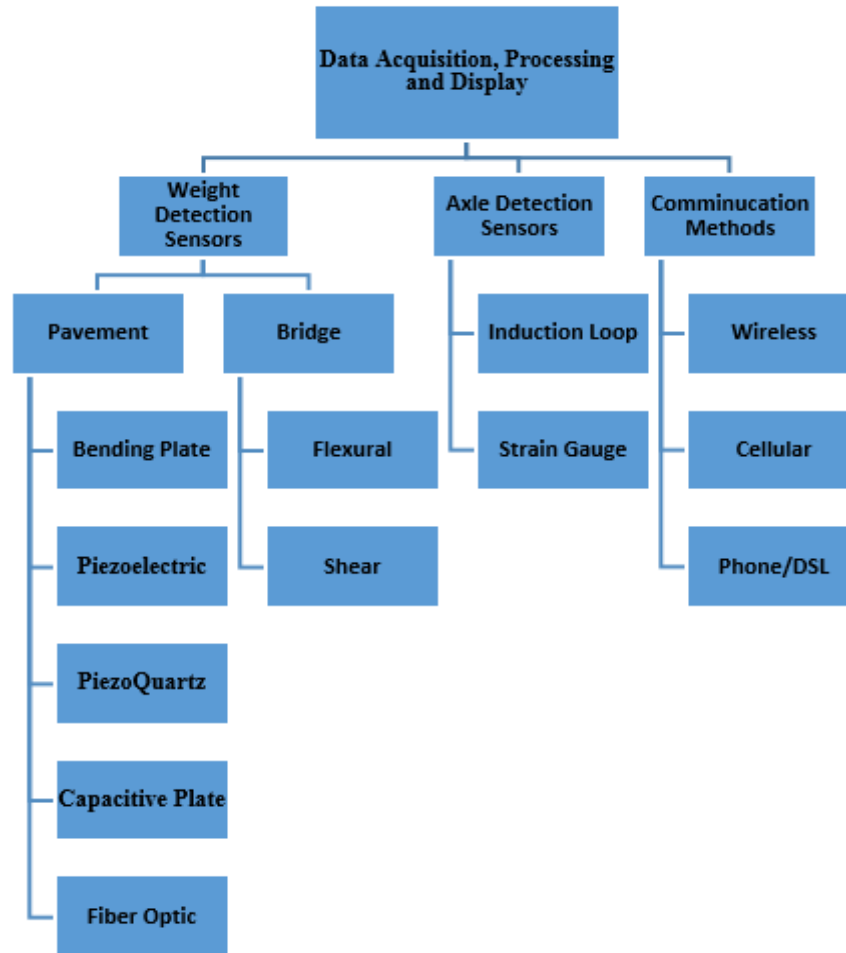 Data Acquisition, Processing
and Display
Weight
Detection
Sensors
Axle Detection
Sensors
Comminucation
Methods
Pavement
Bridge
Induction Loop
Wireless
Bending Plate
Flexural
Strain Gauge
Cellular
Piezoelectric
Shear
Phone/DSL
PiezoQuartz
Capacitive Plate
Fiber Optic